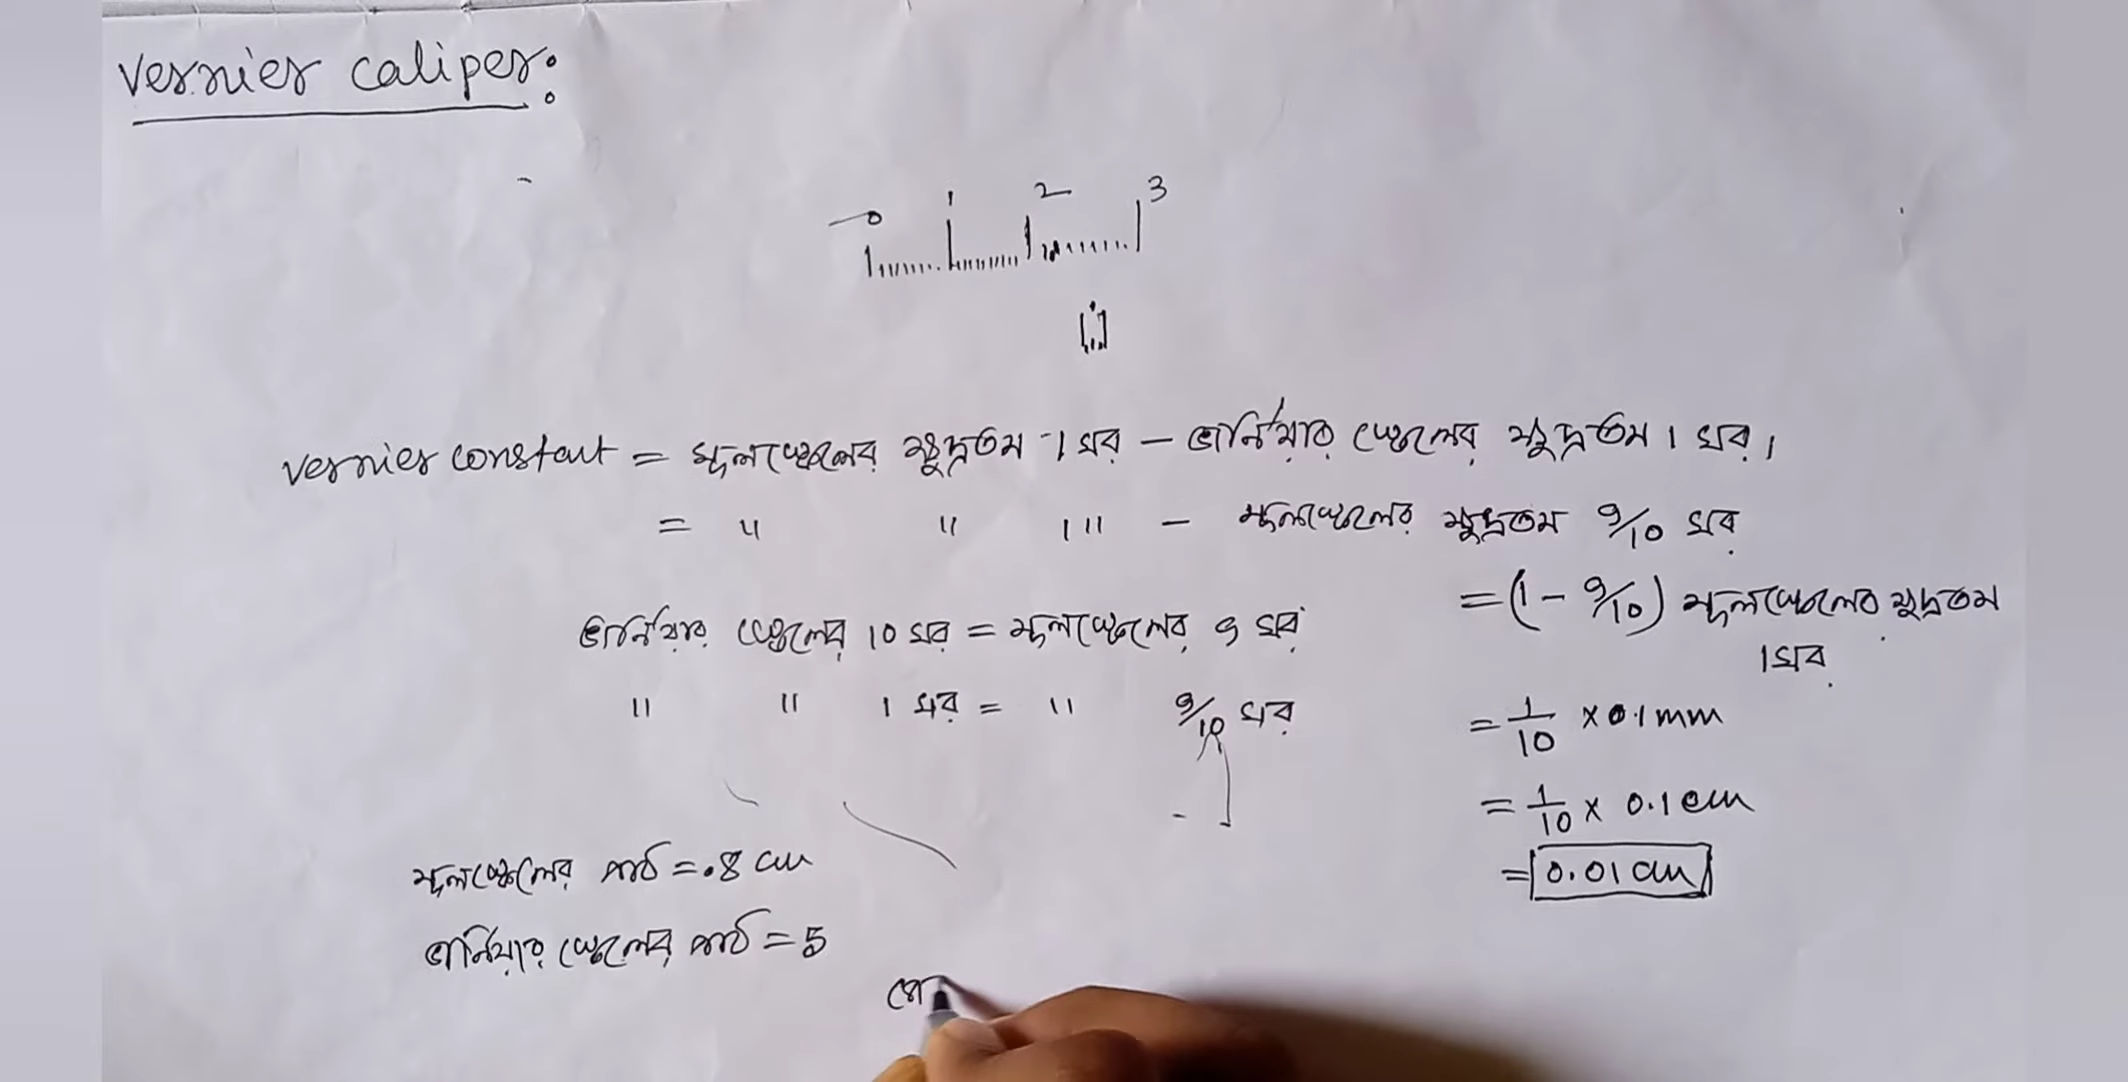 Vernier caliper:
0 1 2 3
vernier constant = মূলস্কেলের ক্ষুদ্রতম 1 ঘর – ভার্নিয়ার স্কেলের ক্ষুদ্রতম 1 ঘর।
= " " 1 " – মূলস্কেলের ক্ষুদ্রতম 9/10 ঘর
= (1 - 9/10) মূলস্কেলের ক্ষুদ্রতম
1 ঘর
ভার্নিয়ার স্কেলের 10 ঘর = মূলস্কেলের 9 ঘর
" " 1 ঘর = " 9/10 ঘর
= 1/10 × 0.1 mm
= 1/10 × 0.1 cm
= 0.01 cm
মূলস্কেলের পাঠ = .8 cm
ভার্নিয়ার স্কেলের পাঠ = 5